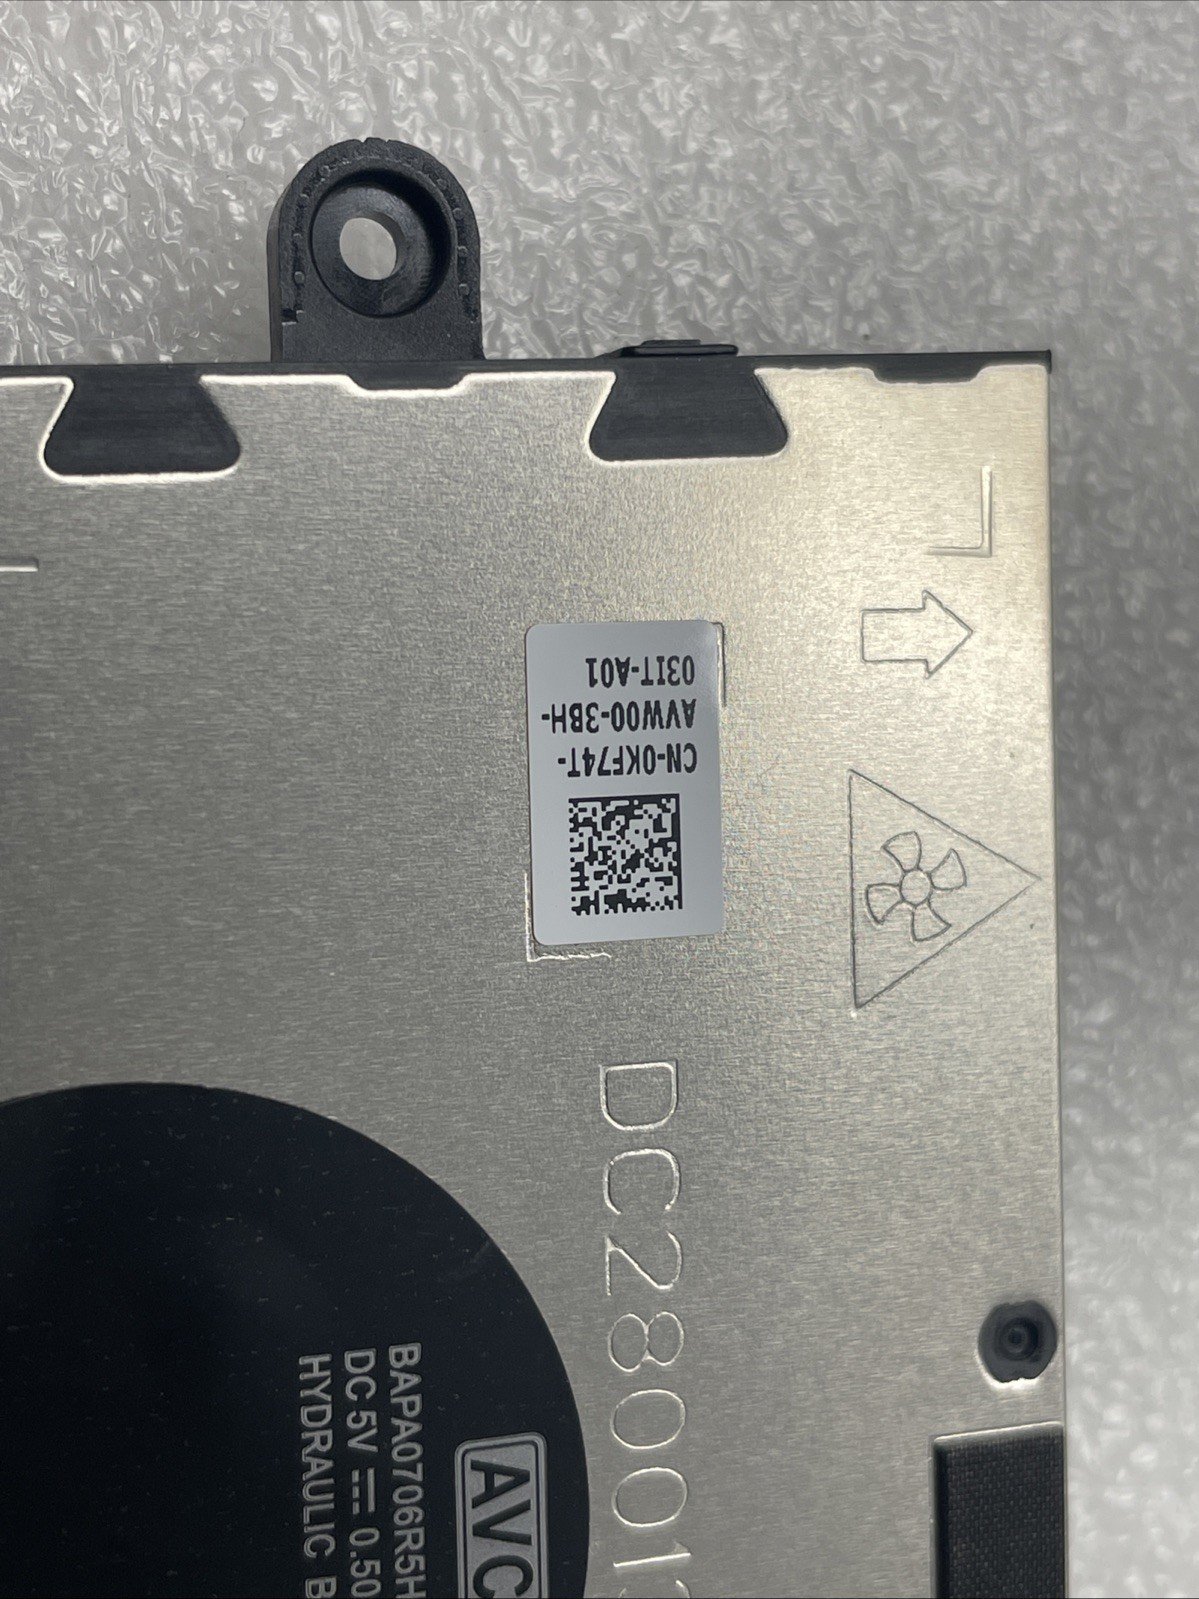 CN-0KF74T-
AVW00-3BH-
03IT-A01
DC28001
AVC
BAPA0706R5H
DC 5V ⎓ 0.50
HYDRAULIC B